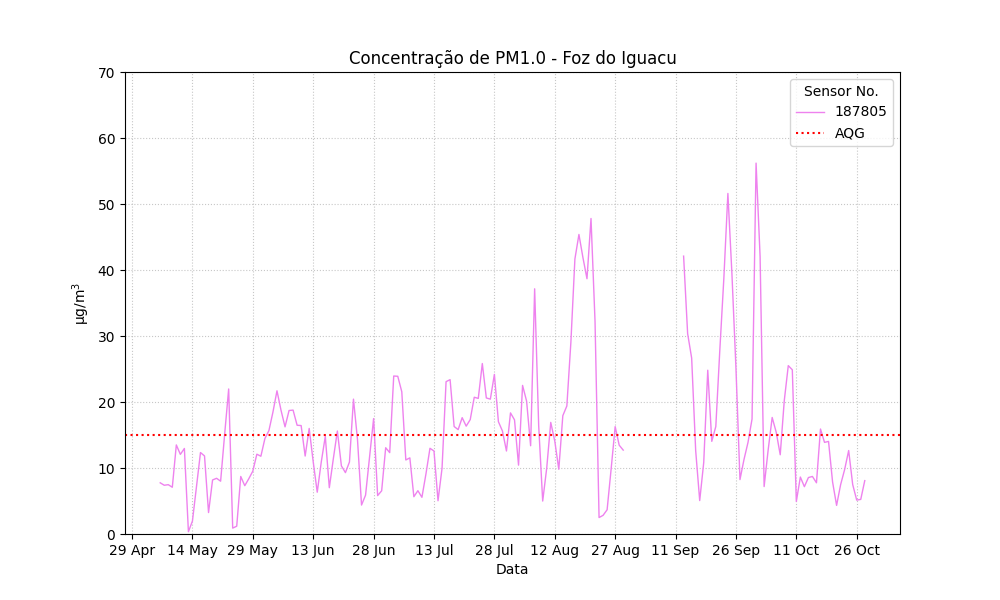 Concentração de PM1.0 - Foz do Iguacu
Sensor No.
187805
AQG
70
60
50
40
30
20
10
0
µg/m³
29 Apr
14 May
29 May
13 Jun
28 Jun
13 Jul
28 Jul
12 Aug
27 Aug
11 Sep
26 Sep
11 Oct
26 Oct
Data